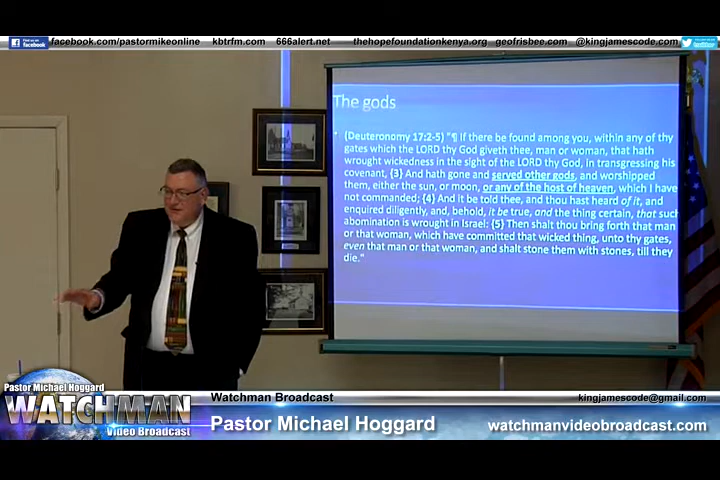 Find us on facebook
facebook.com/pastormikeonline kbtrfm.com 666alert.net thehopefoundationkenya.org geofrisbee.com @kingjamescode.com
twitter
The gods
• (Deuteronomy 17:2-5) "¶ If there be found among you, within any of thy
gates which the LORD thy God giveth thee, man or woman, that hath
wrought wickedness in the sight of the LORD thy God, in transgressing his
covenant, {3} And hath gone and served other gods, and worshipped
them, either the sun, or moon, or any of the host of heaven, which I have
not commanded; {4} And it be told thee, and thou hast heard of it, and
enquired diligently, and, behold, it be true, and the thing certain, that such
abomination is wrought in Israel: {5} Then shalt thou bring forth that man
or that woman, which have committed that wicked thing, unto thy gates,
even that man or that woman, and shalt stone them with stones, till they
die."
Pastor Michael Hoggard
WATCHMAN
Video Broadcast
Watchman Broadcast kingjamescode@gmail.com
Pastor Michael Hoggard watchmanvideobroadcast.com